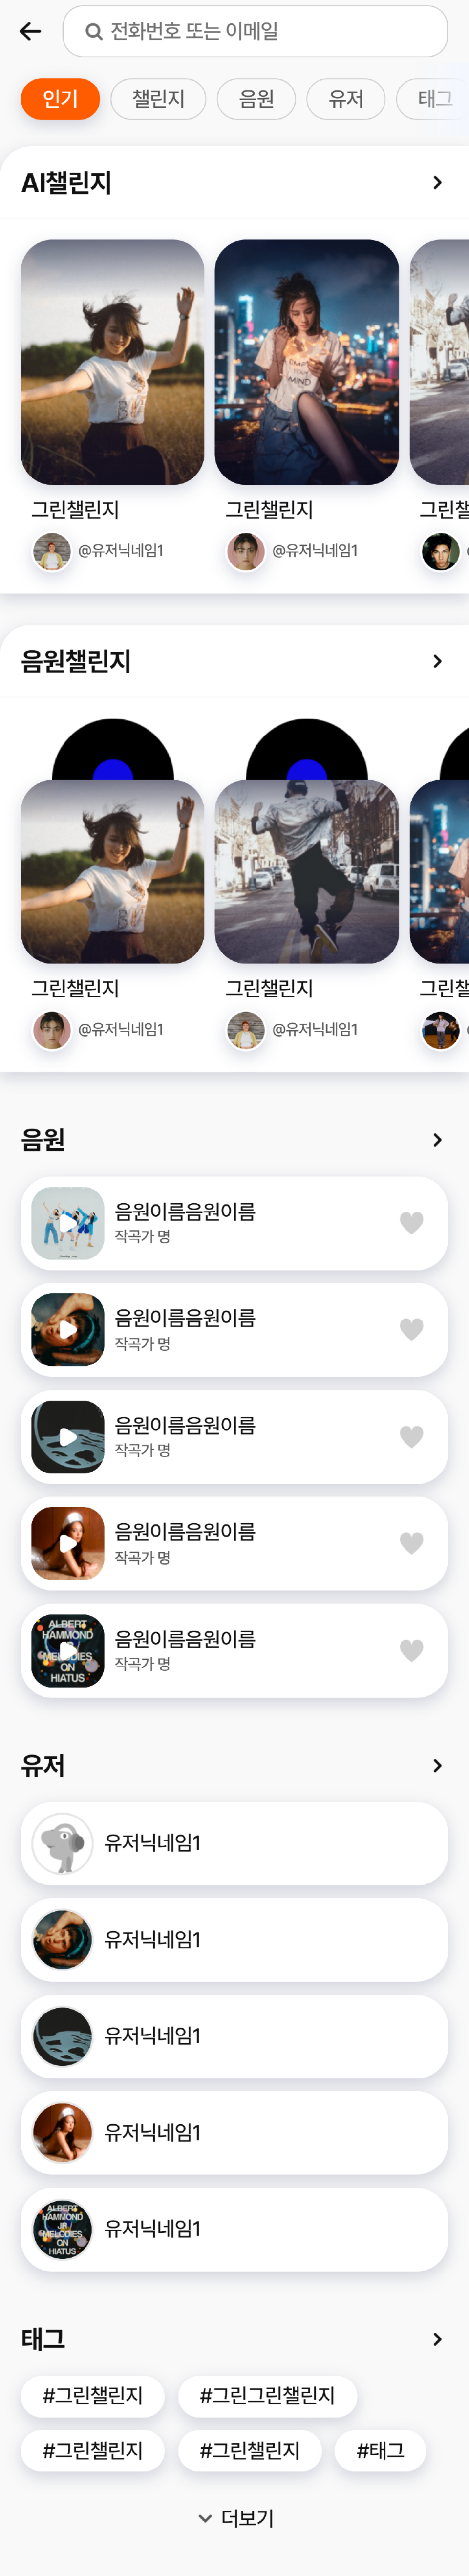 전화번호 또는 이메일
인기 챌린지 음원 유저 태그
AI챌린지
그린챌린지 그린챌린지 그린챌
@유저닉네임1 @유저닉네임1
음원챌린지
그린챌린지 그린챌린지 그린챌
@유저닉네임1 @유저닉네임1
음원
음원이름음원이름
작곡가 명
음원이름음원이름
작곡가 명
음원이름음원이름
작곡가 명
음원이름음원이름
작곡가 명
ALBERT
HAMMOND
MELODIES
ON
HIATUS
음원이름음원이름
작곡가 명
유저
유저닉네임1
유저닉네임1
유저닉네임1
유저닉네임1
ALBERT
HAMMOND
JR
MELODIES
ON
HIATUS
유저닉네임1
태그
#그린챌린지 #그린그린챌린지
#그린챌린지 #그린챌린지 #태그
더보기